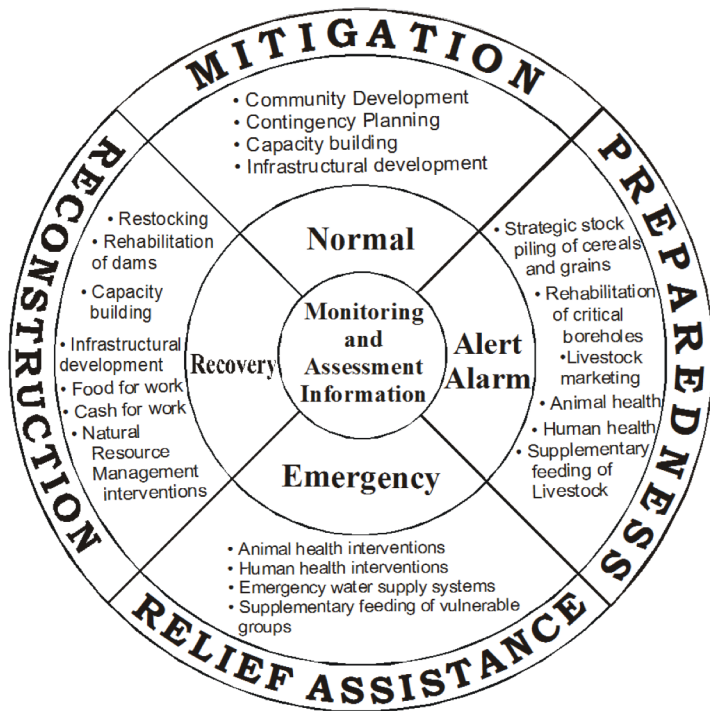 MITIGATION
• Community Development
• Contingency Planning
• Capacity building
• Infrastructural development
Normal
PREPAREDNESS
• Strategic stock
piling of cereals
and grains
• Rehabilitation
of critical
boreholes
•Livestock
marketing
• Animal health
• Human health
• Supplementary
feeding of
Livestock
Alert
Alarm
Monitoring
and
Assessment
Information
RELIEF ASSISTANCE
Emergency
• Animal health interventions
• Human health interventions
• Emergency water supply systems
• Supplementary feeding of vulnerable
groups
RECONSTRUCTION
• Restocking
• Rehabilitation
of dams
• Capacity
building
• Infrastructural
development
• Food for work
• Cash for work
• Natural
Resource
Management
interventions
Recovery